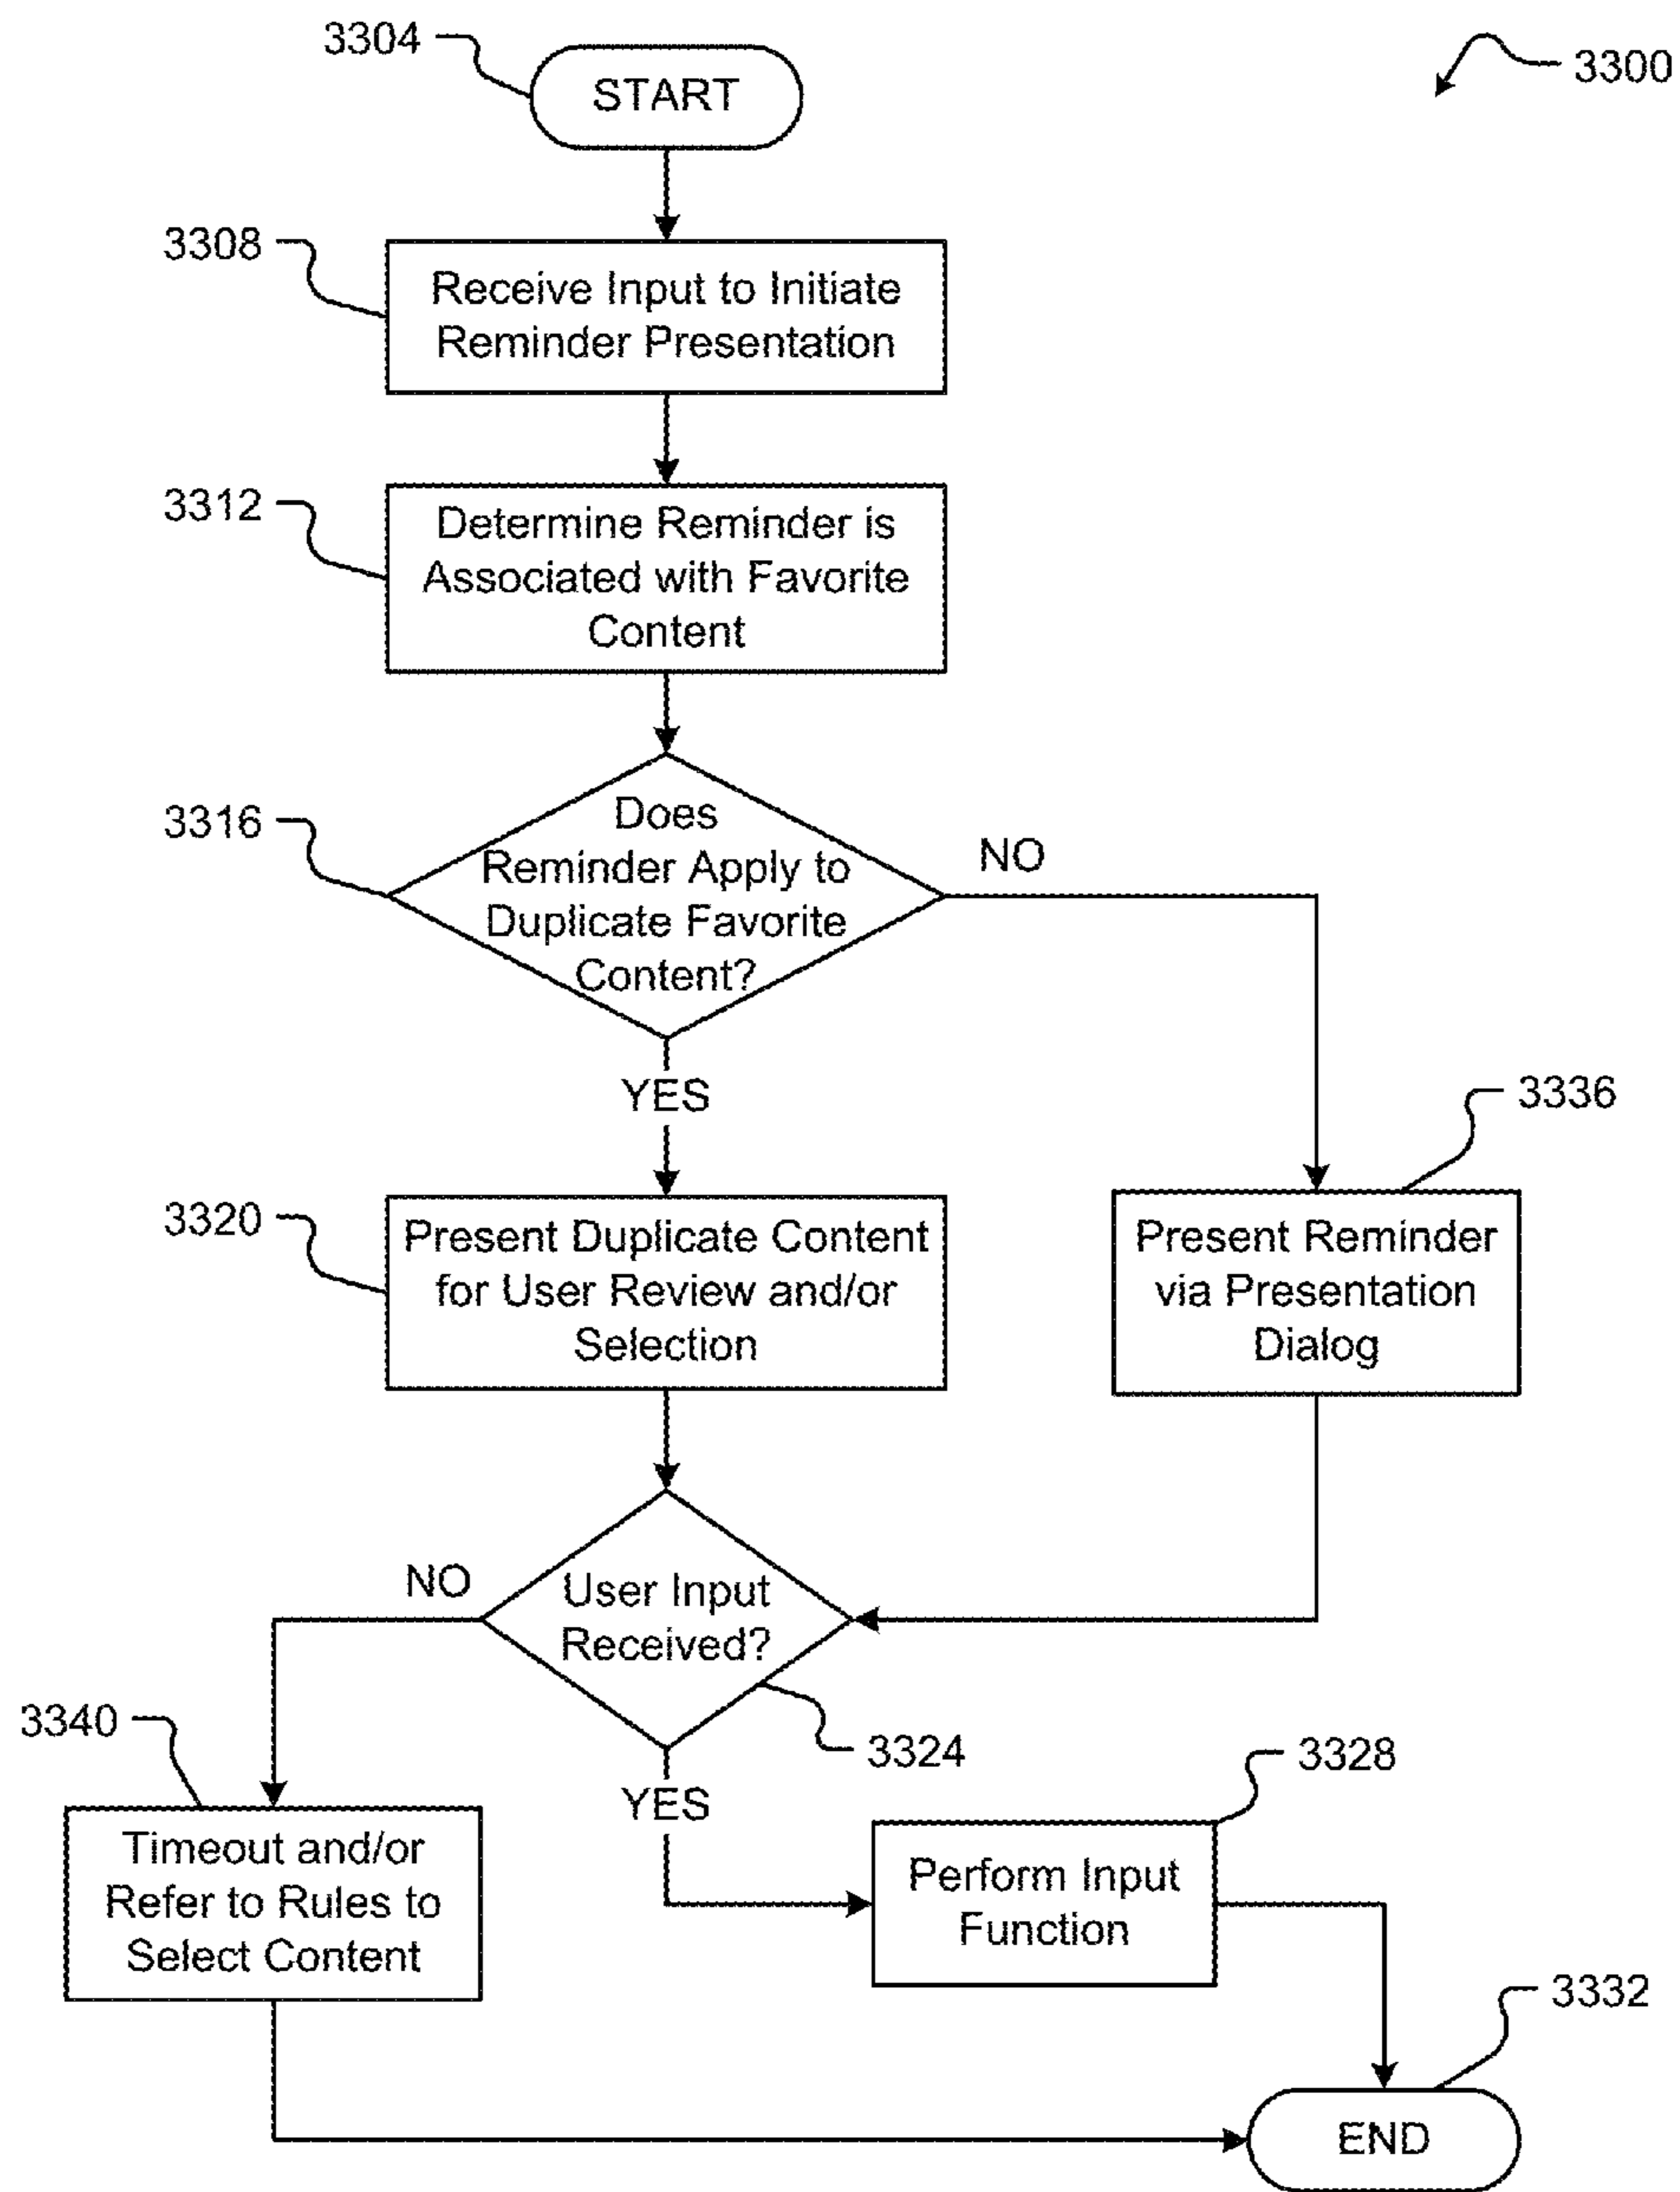 3304
START
3300
3308
Receive Input to Initiate
Reminder Presentation
3312
Determine Reminder is
Associated with Favorite
Content
3316
Does
Reminder Apply to
Duplicate Favorite
Content?
NO
YES
3336
3320
Present Duplicate Content
for User Review and/or
Selection
Present Reminder
via Presentation
Dialog
NO
User Input
Received?
3340
3324
3328
YES
Timeout and/or
Refer to Rules to
Select Content
Perform Input
Function
3332
END